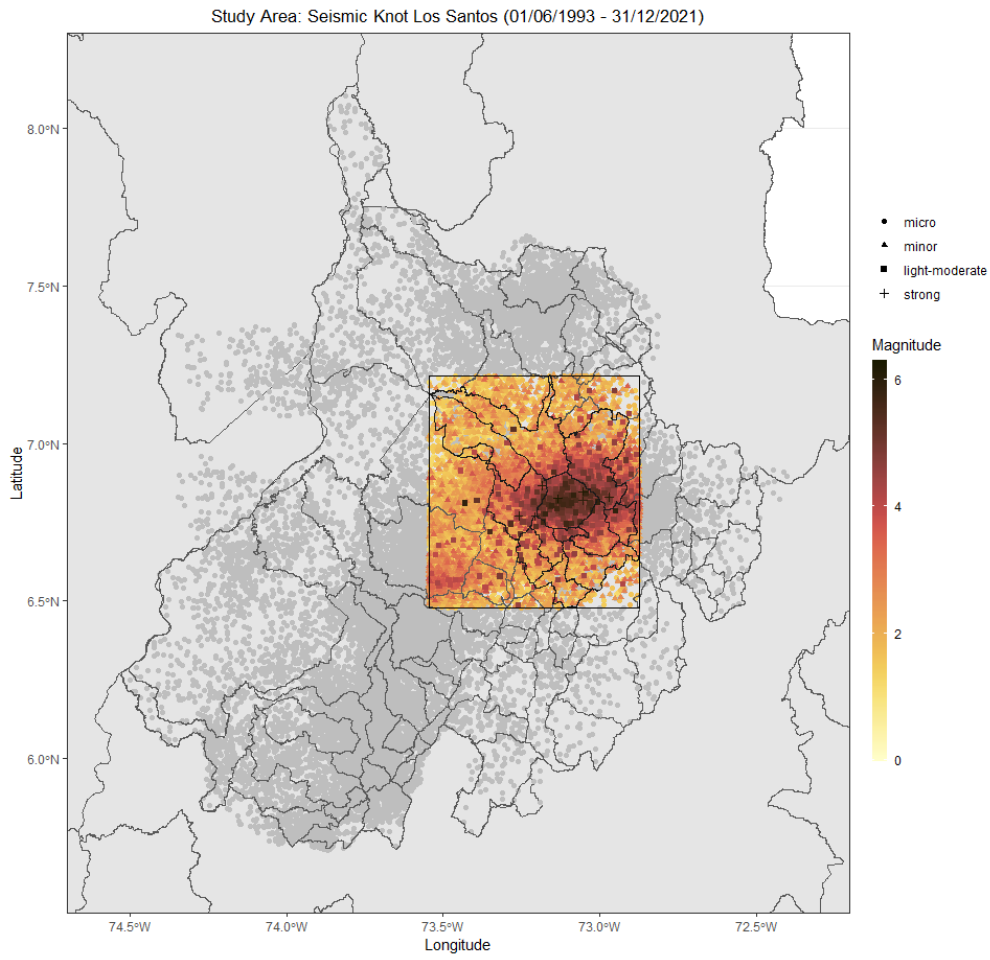 Study Area: Seismic Knot Los Santos (01/06/1993 - 31/12/2021)
8.0°N
7.5°N
7.0°N
6.5°N
6.0°N
Latitude
74.5°W
74.0°W
73.5°W
73.0°W
72.5°W
Longitude
micro
minor
light-moderate
strong
Magnitude
6
4
2
0